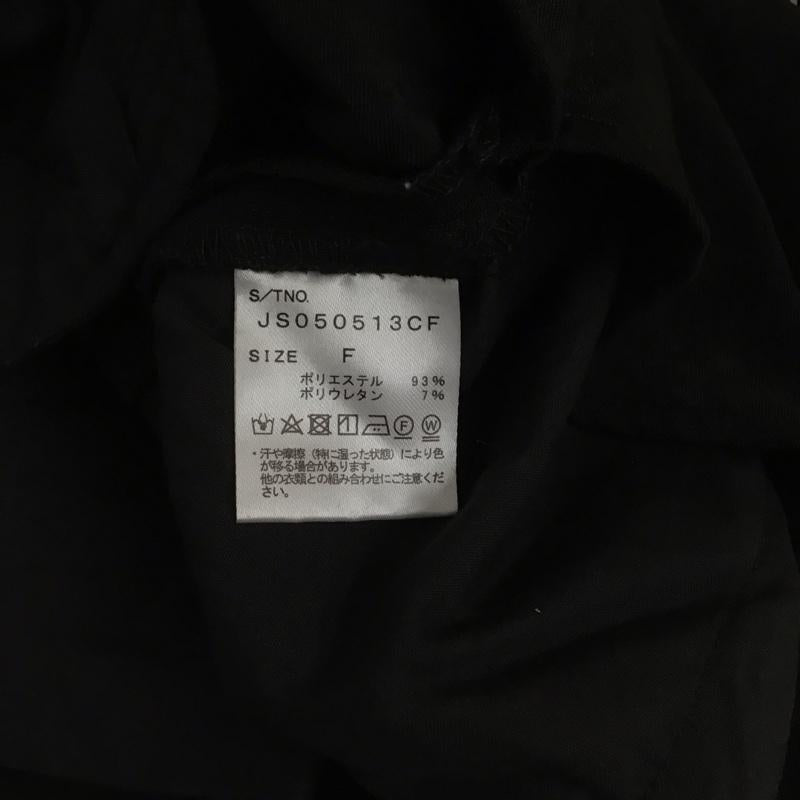 S/TNO.
JS050513CF
SIZE F
ポリエステル 93%
ポリウレタン 7%
F W
・汗や摩擦（特に湿った状態）により色
が移る場合があります。
他の衣類との組み合わせにご注意くだ
さい。